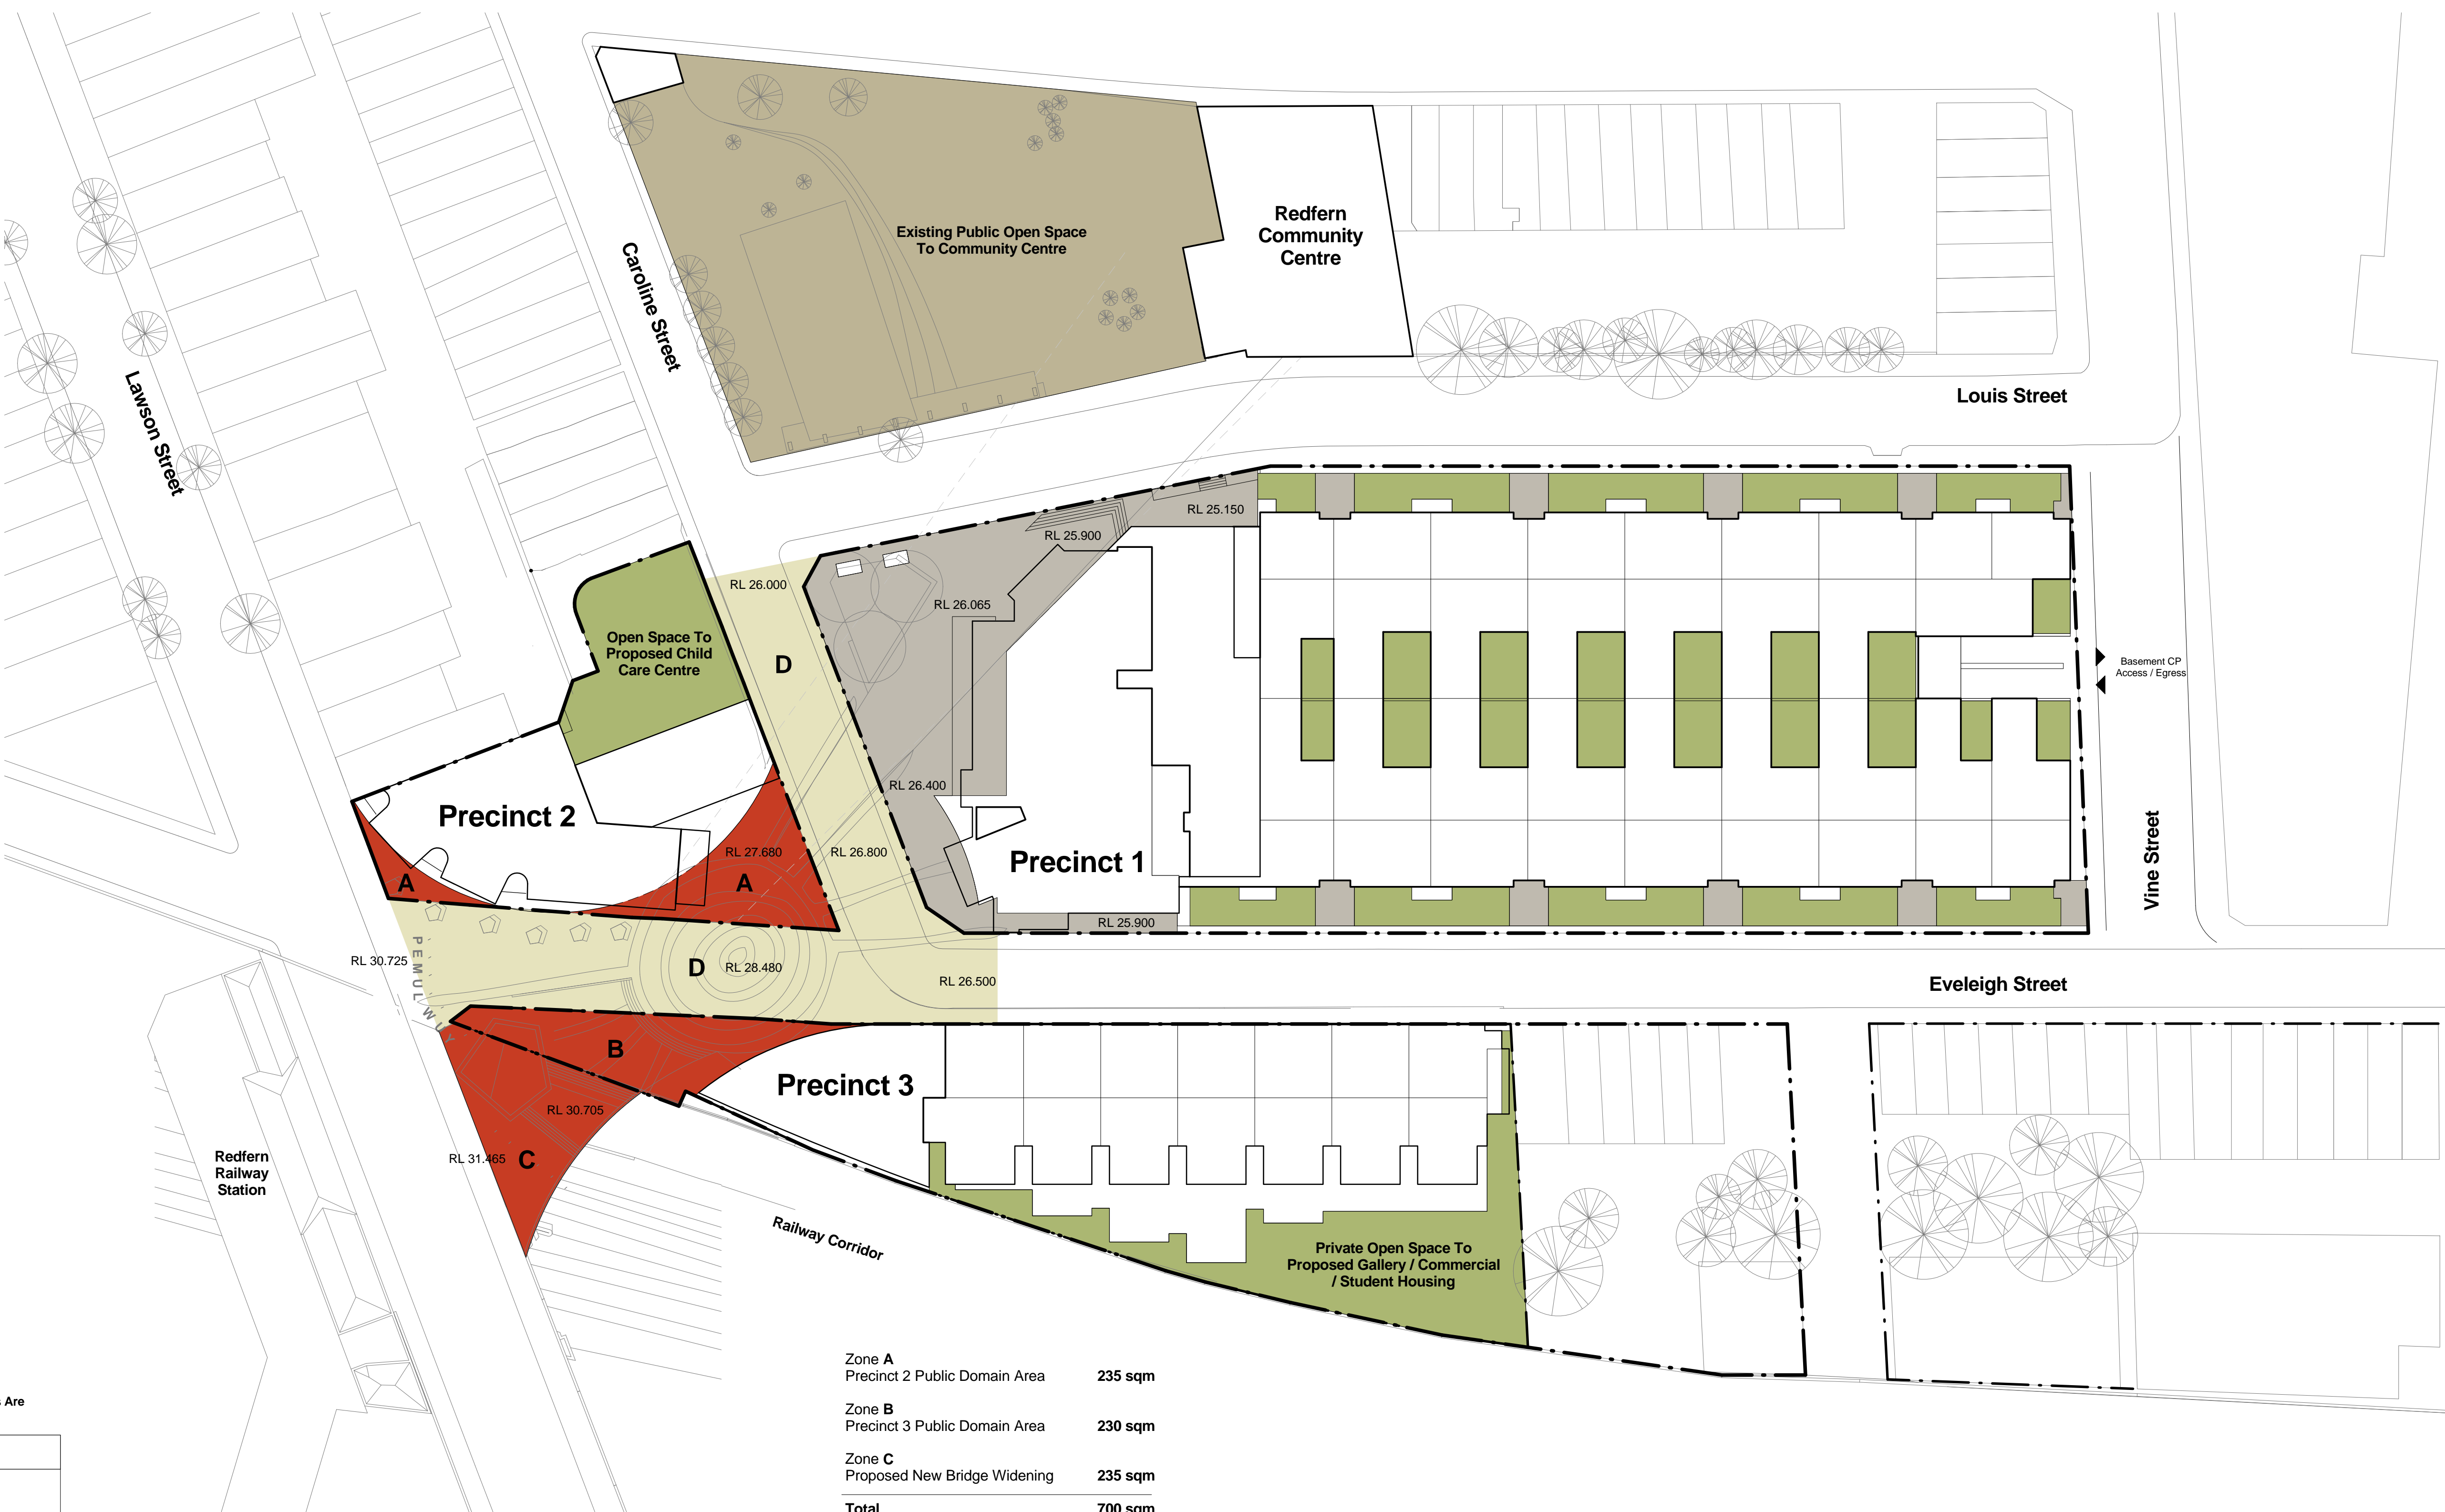 Existing Public Open Space
To Community Centre
Redfern
Community
Centre
Caroline Street
Lawson Street
Louis Street
RL 25.150
RL 25.900
RL 26.000
RL 26.065
Open Space To
Proposed Child
Care Centre
D
Basement CP
Access / Egress
RL 26.400
Precinct 2
RL 27.680
RL 26.800
Precinct 1
A
A
Vine Street
RL 25.900
PEMULWUY
RL 30.725
D
RL 28.480
RL 26.500
Eveleigh Street
B
Precinct 3
RL 30.705
RL 31.465
C
Redfern
Railway
Station
Railway Corridor
Private Open Space To
Proposed Gallery / Commercial
/ Student Housing
Zone A
Precinct 2 Public Domain Area 235 sqm
Zone B
Precinct 3 Public Domain Area 230 sqm
Zone C
Proposed New Bridge Widening 235 sqm
Total 700 sqm
Are